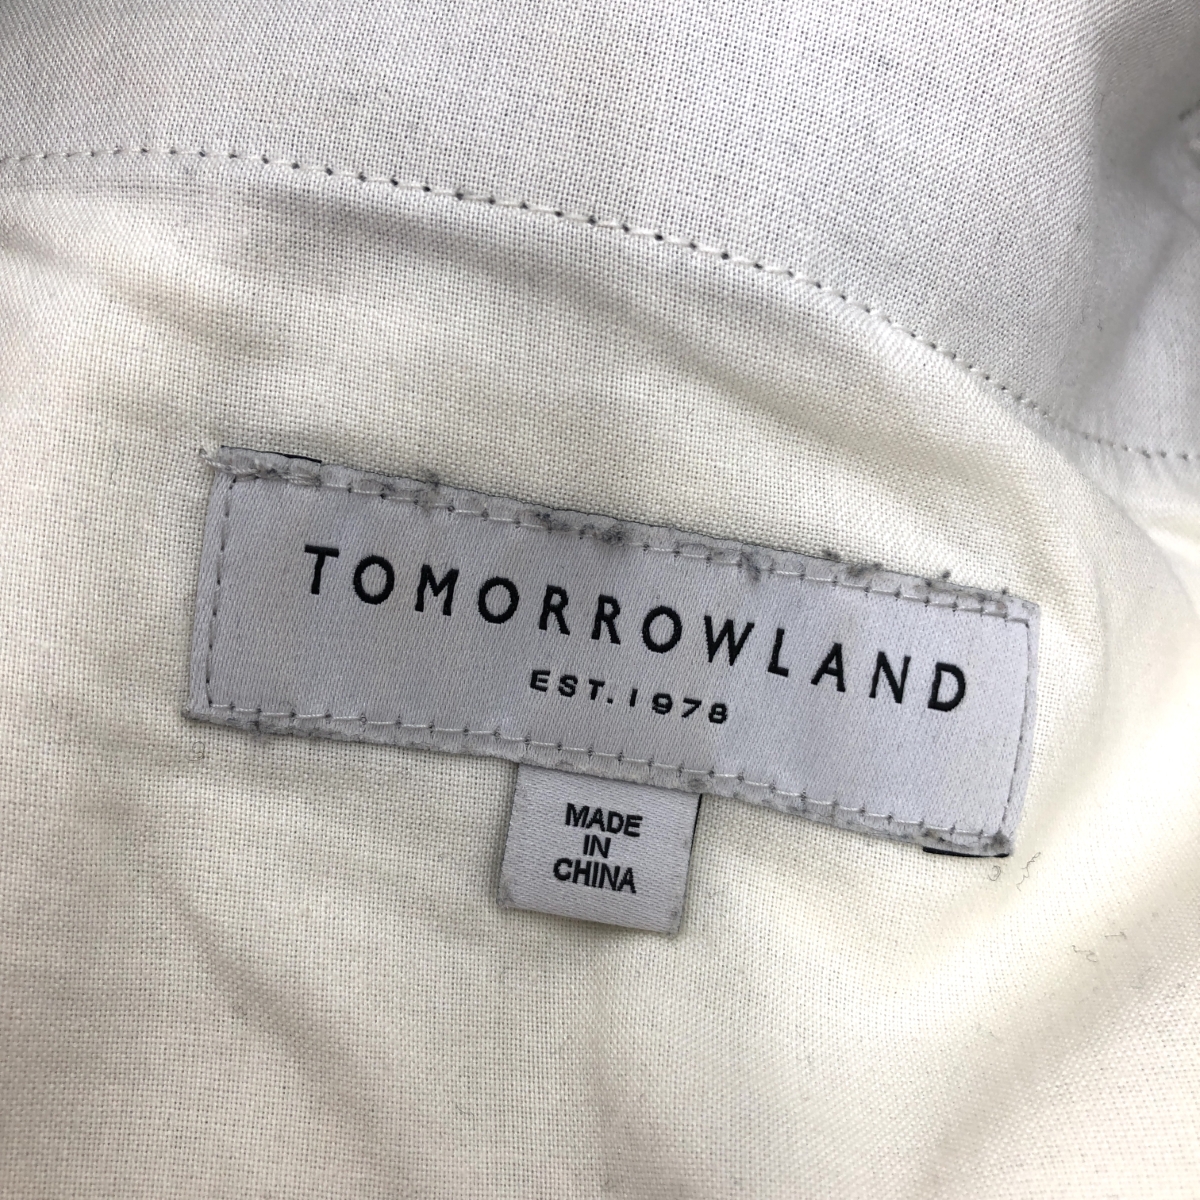 TOMORROWLAND
EST. 1978
MADE
IN
CHINA